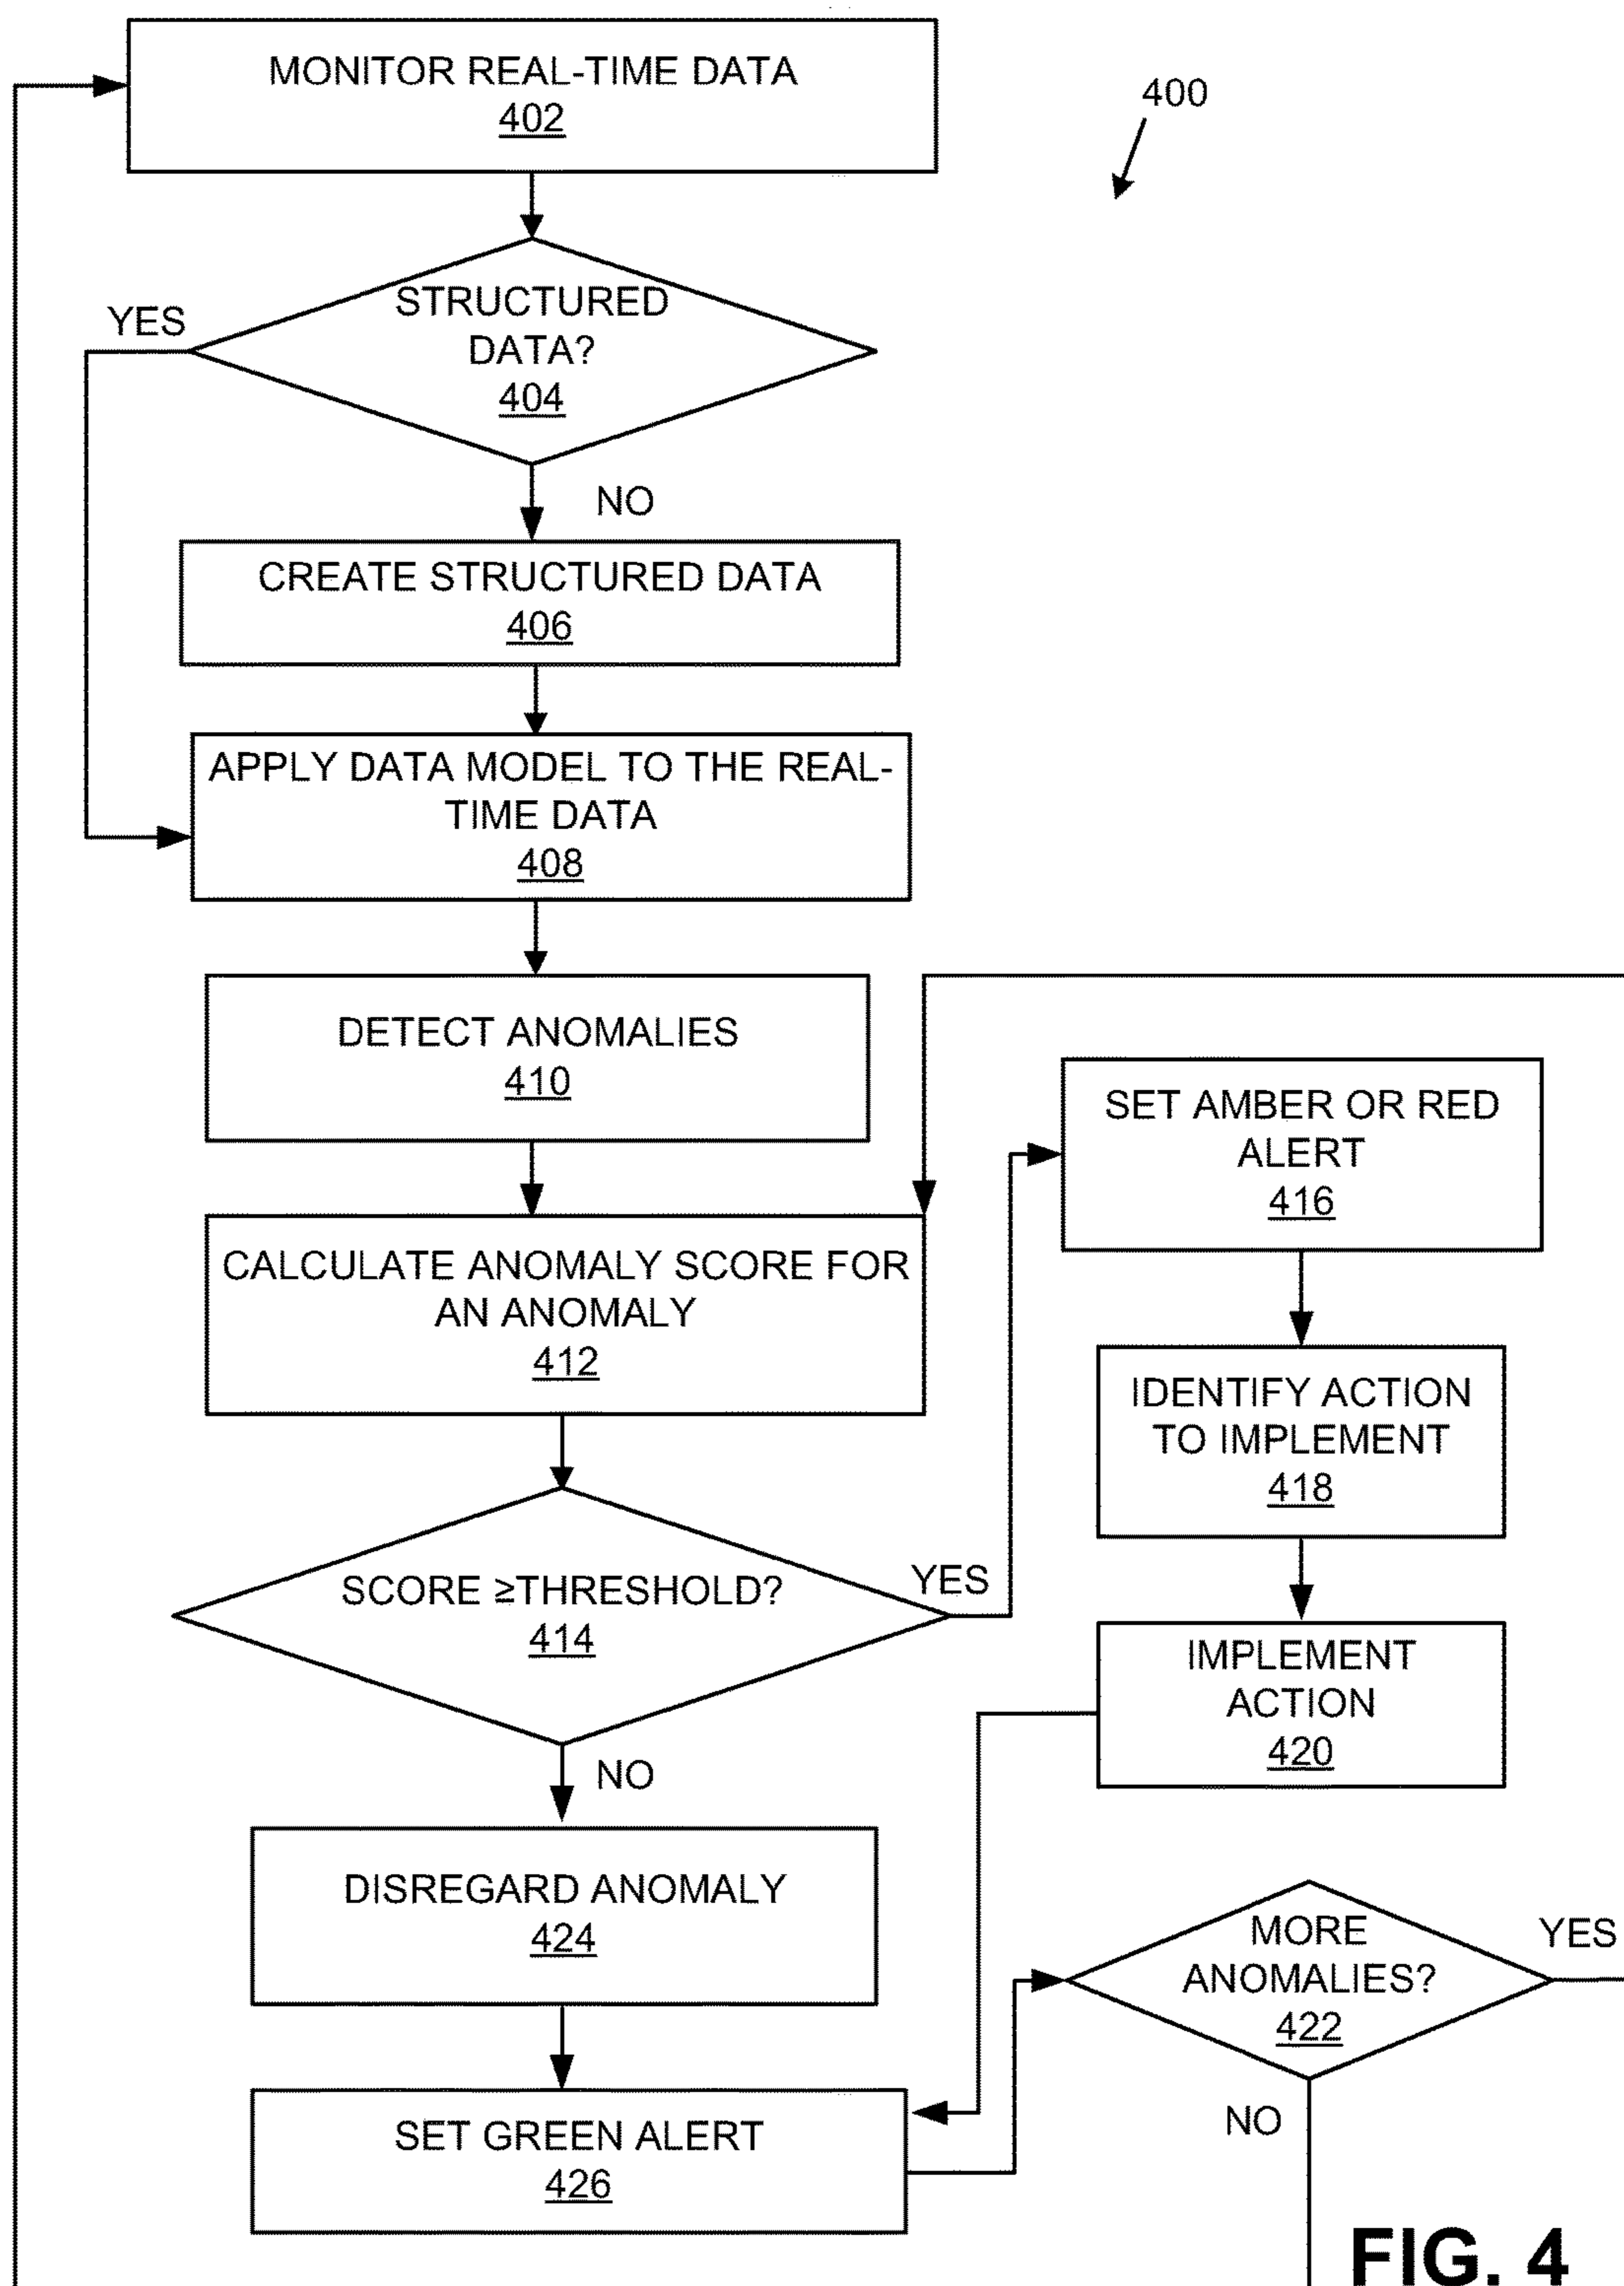 MONITOR REAL-TIME DATA
402
400
STRUCTURED
DATA?
404
YES
NO
CREATE STRUCTURED DATA
406
APPLY DATA MODEL TO THE REAL-
TIME DATA
408
DETECT ANOMALIES
410
CALCULATE ANOMALY SCORE FOR
AN ANOMALY
412
SCORE ≥THRESHOLD?
414
YES
NO
SET AMBER OR RED
ALERT
416
IDENTIFY ACTION
TO IMPLEMENT
418
IMPLEMENT
ACTION
420
DISREGARD ANOMALY
424
SET GREEN ALERT
426
MORE
ANOMALIES?
422
YES
NO
FIG. 4